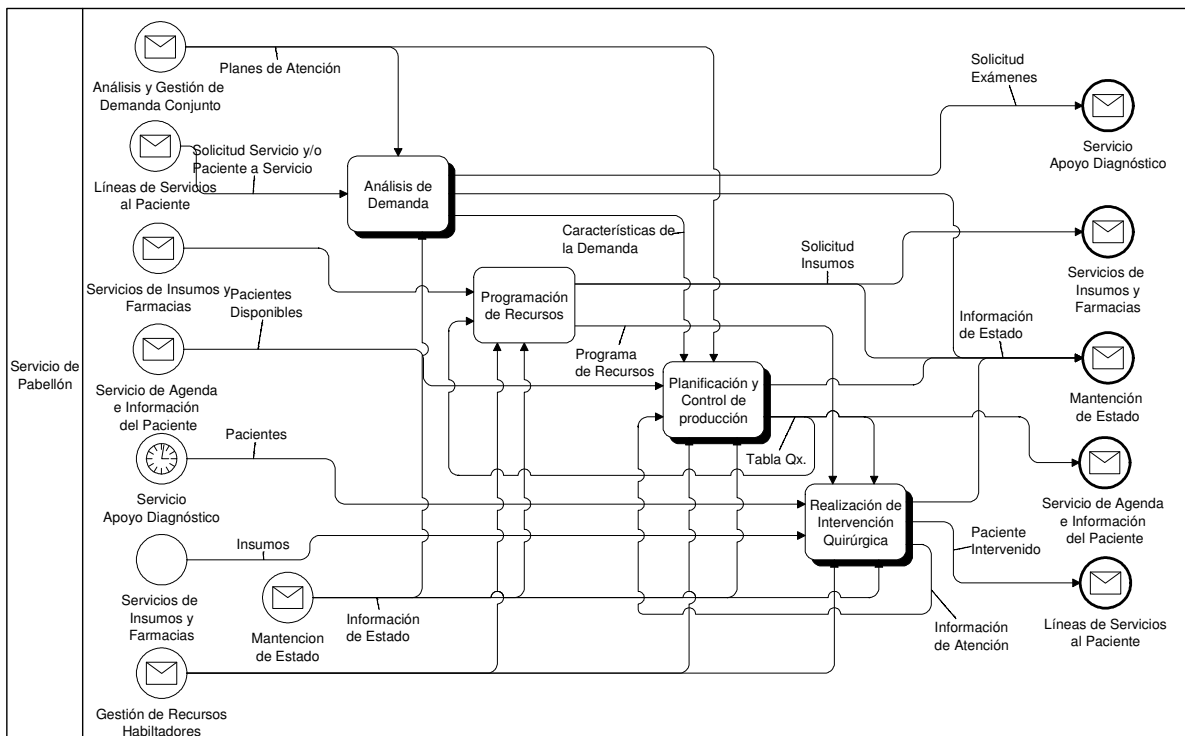 Servicio de
Pabellón
Análisis y Gestión de
Demanda Conjunto
Planes de Atención
Líneas de Servicios
al Paciente
Solicitud Servicio y/o
Paciente a Servicio
Servicios de Insumos y
Farmacias
Pacientes
Disponibles
Servicio de Agenda
e Información
del Paciente
Pacientes
Servicio
Apoyo Diagnóstico
Insumos
Servicios de
Insumos y
Farmacias
Mantencion
de Estado
Información
de Estado
Gestión de Recursos
Habiltadores
Análisis de
Demanda
Características de
la Demanda
Programación
de Recursos
Programa
de Recursos
Planificación y
Control de
producción
Tabla Qx.
Realización de
Intervención
Quirúrgica
Solicitud
Exámenes
Solicitud
Insumos
Información
de Estado
Paciente
Intervenido
Información
de Atención
Servicio
Apoyo Diagnóstico
Servicios de
Insumos y
Farmacias
Mantención
de Estado
Servicio de Agenda
e Información
del Paciente
Líneas de Servicios
al Paciente